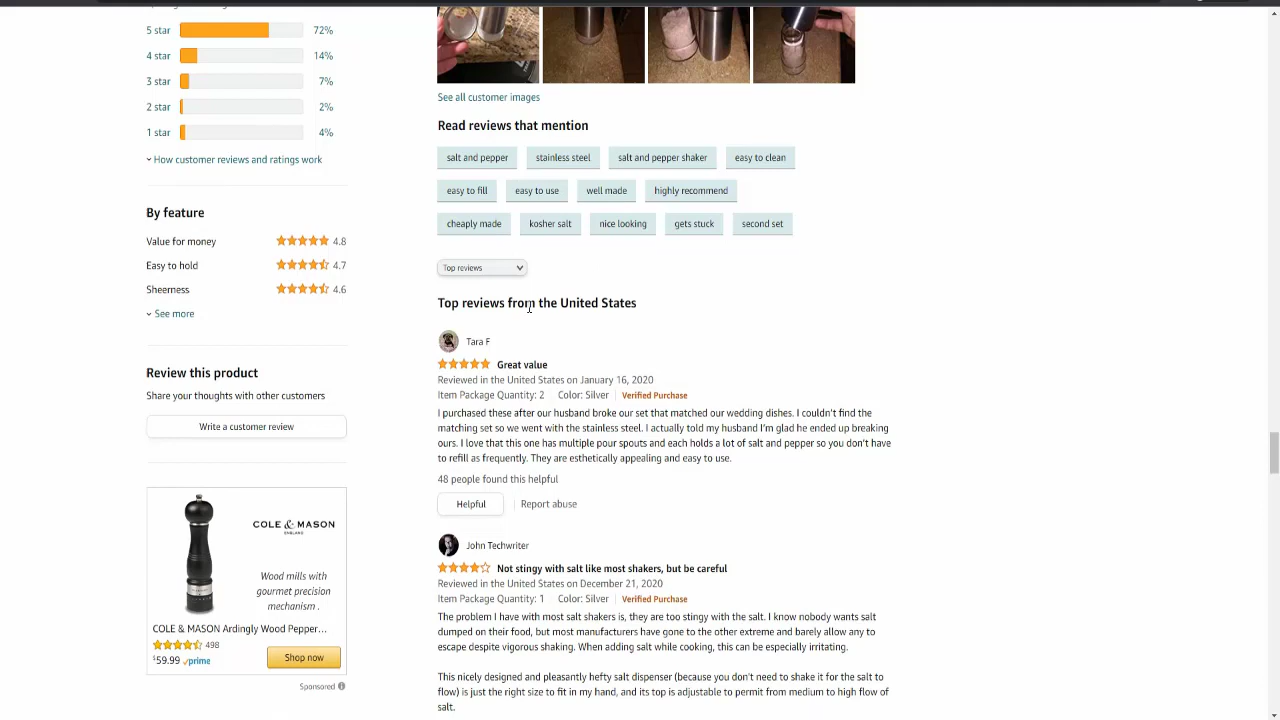 5 star 72%
4 star 14%
3 star 7%
2 star 2%
1 star 4%
How customer reviews and ratings work
By feature
Value for money 4.8
Easy to hold 4.7
Sheerness 4.6
See more
Review this product
Share your thoughts with other customers
Write a customer review
COLE & MASON
ENGLAND
Wood mills with
gourmet precision
mechanism .
COLE & MASON Ardingly Wood Pepper...
498
$59.99 prime
Shop now
Sponsored
See all customer images
Read reviews that mention
salt and pepper stainless steel salt and pepper shaker easy to clean
easy to fill easy to use well made highly recommend
cheaply made kosher salt nice looking gets stuck second set
Top reviews
Top reviews from the United States
Tara F
Great value
Reviewed in the United States on January 16, 2020
Item Package Quantity: 2 Color: Silver Verified Purchase
I purchased these after our husband broke our set that matched our wedding dishes. I couldn't find the
matching set so we went with the stainless steel. I actually told my husband I'm glad he ended up breaking
ours. I love that this one has multiple pour spouts and each holds a lot of salt and pepper so you don't have
to refill as frequently. They are esthetically appealing and easy to use.
48 people found this helpful
Helpful Report abuse
John Techwriter
Not stingy with salt like most shakers, but be careful
Reviewed in the United States on December 21, 2020
Item Package Quantity: 1 Color: Silver Verified Purchase
The problem I have with most salt shakers is, they are too stingy with the salt. I know nobody wants salt
dumped on their food, but most manufacturers have gone to the other extreme and barely allow any to
escape despite vigorous shaking. When adding salt while cooking, this can be especially irritating.
This nicely designed and pleasantly hefty salt dispenser (because you don't need to shake it for the salt to
flow) is just the right size to fit in my hand, and its top is adjustable to permit from medium to high flow of
salt.